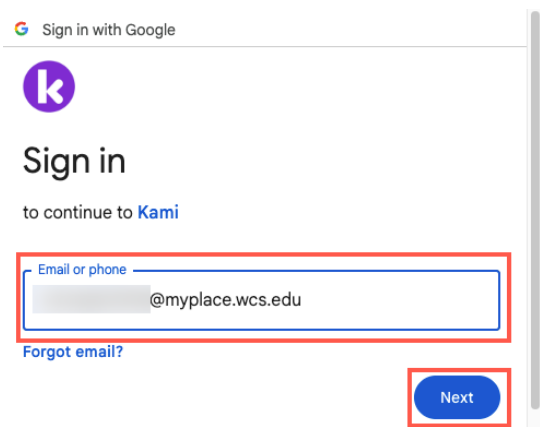 Sign in with Google
Sign in
to continue to Kami
Email or phone
@myplace.wcs.edu
Forgot email?
Next